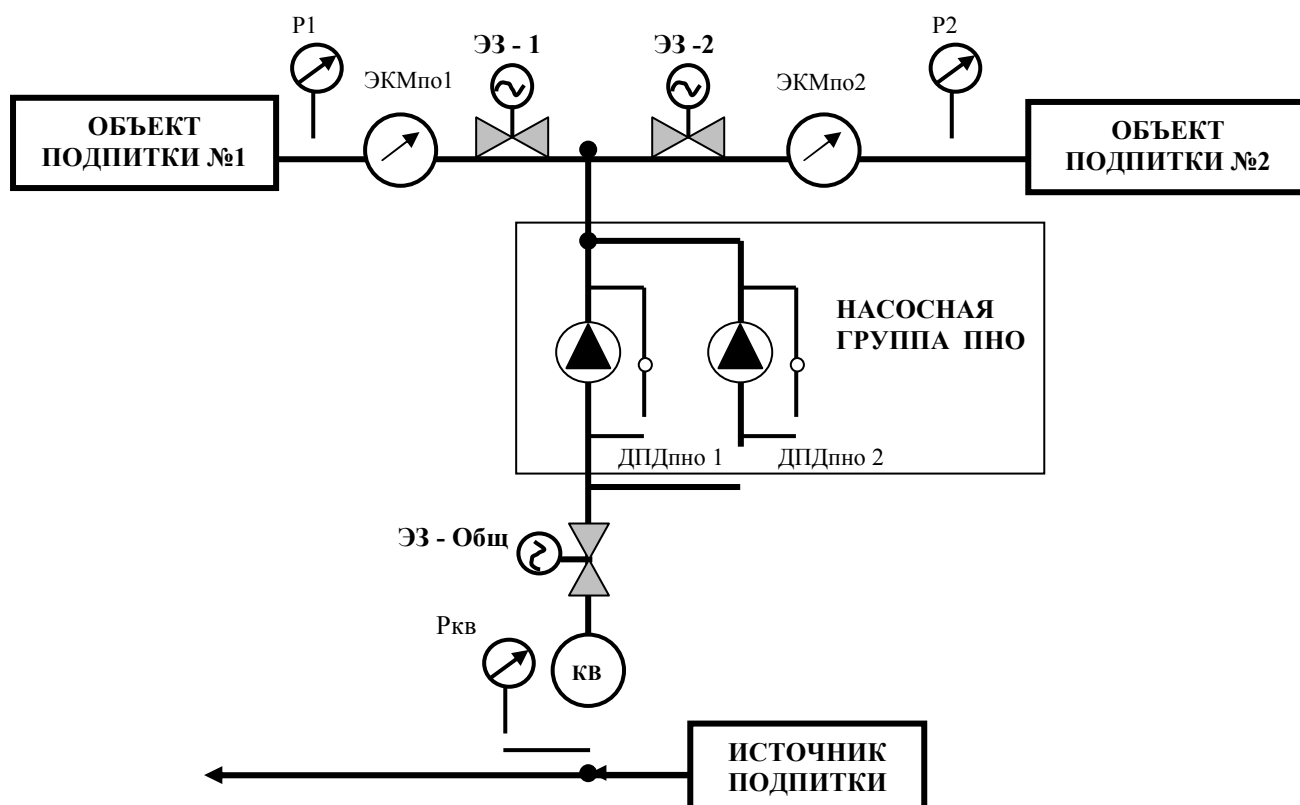 P1
ЭЗ - 1
ЭЗ -2
P2
ЭКМпо1
ЭКМпо2
ОБЪЕКТ
ПОДПИТКИ №1
ОБЪЕКТ
ПОДПИТКИ №2
НАСОСНАЯ
ГРУППА ПНО
ДПДпно 1
ДПДпно 2
ЭЗ - Общ
Ркв
КВ
ИСТОЧНИК
ПОДПИТКИ